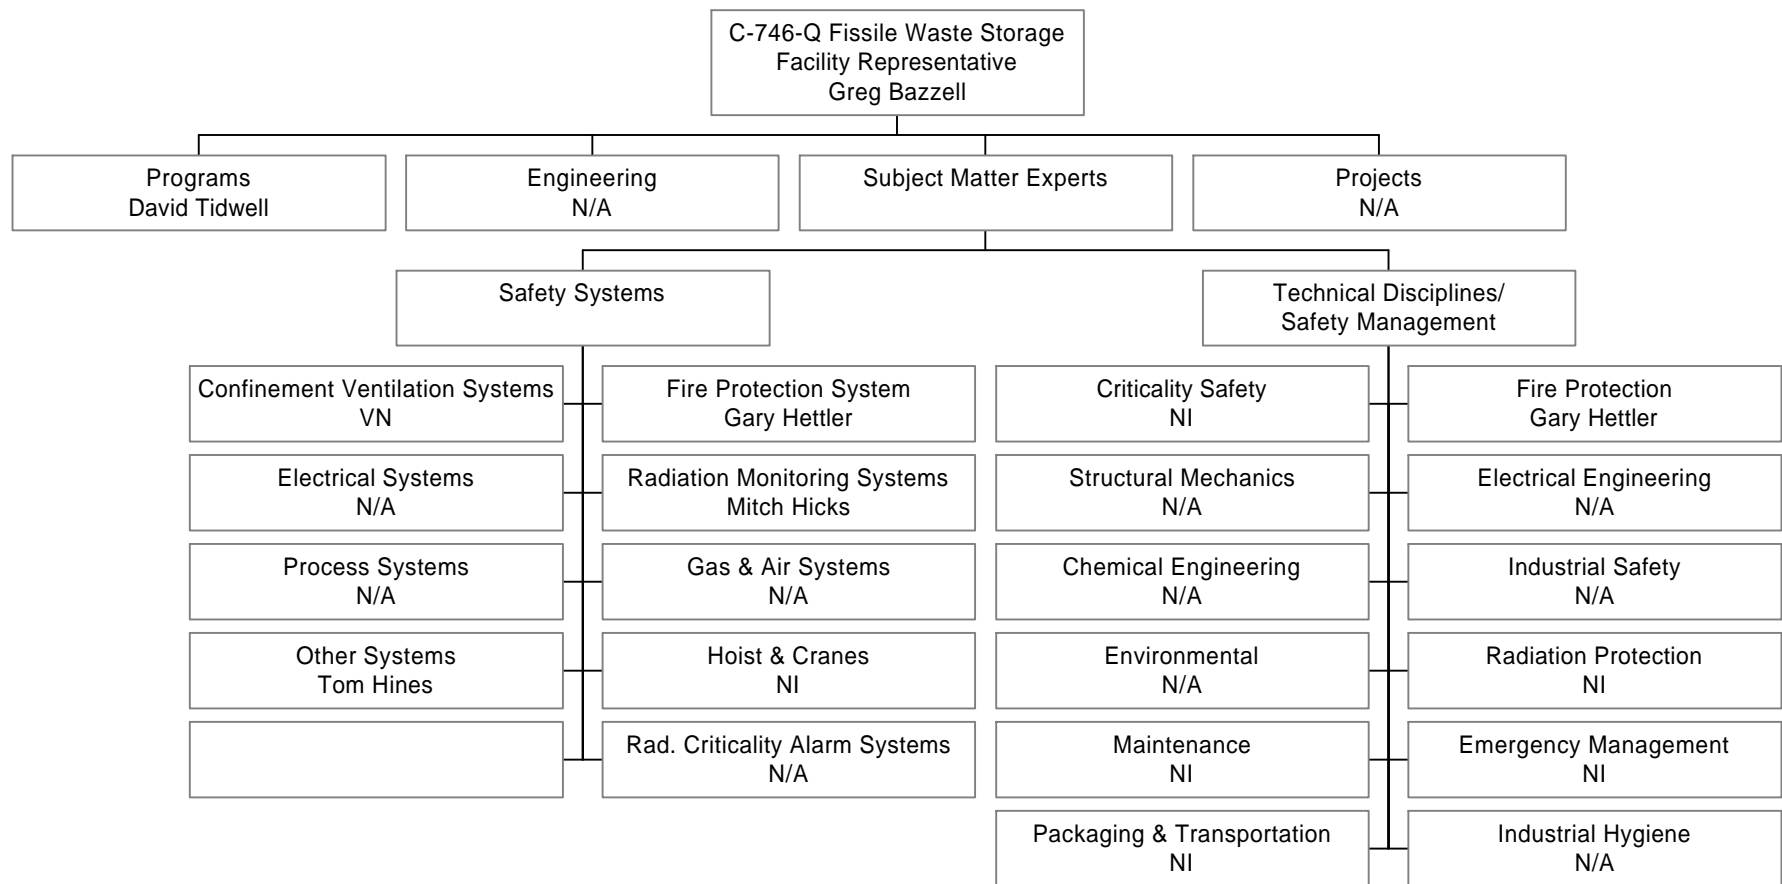 C-746-Q Fissile Waste Storage
Facility Representative
Greg Bazzell
Programs
David Tidwell
Engineering
N/A
Subject Matter Experts
Projects
N/A
Safety Systems
Technical Disciplines/
Safety Management
Confinement Ventilation Systems
VN
Fire Protection System
Gary Hettler
Criticality Safety
NI
Fire Protection
Gary Hettler
Electrical Systems
N/A
Radiation Monitoring Systems
Mitch Hicks
Structural Mechanics
N/A
Electrical Engineering
N/A
Process Systems
N/A
Gas & Air Systems
N/A
Chemical Engineering
N/A
Industrial Safety
N/A
Other Systems
Tom Hines
Hoist & Cranes
NI
Environmental
N/A
Radiation Protection
NI
Rad. Criticality Alarm Systems
N/A
Maintenance
NI
Emergency Management
NI
Packaging & Transportation
NI
Industrial Hygiene
N/A